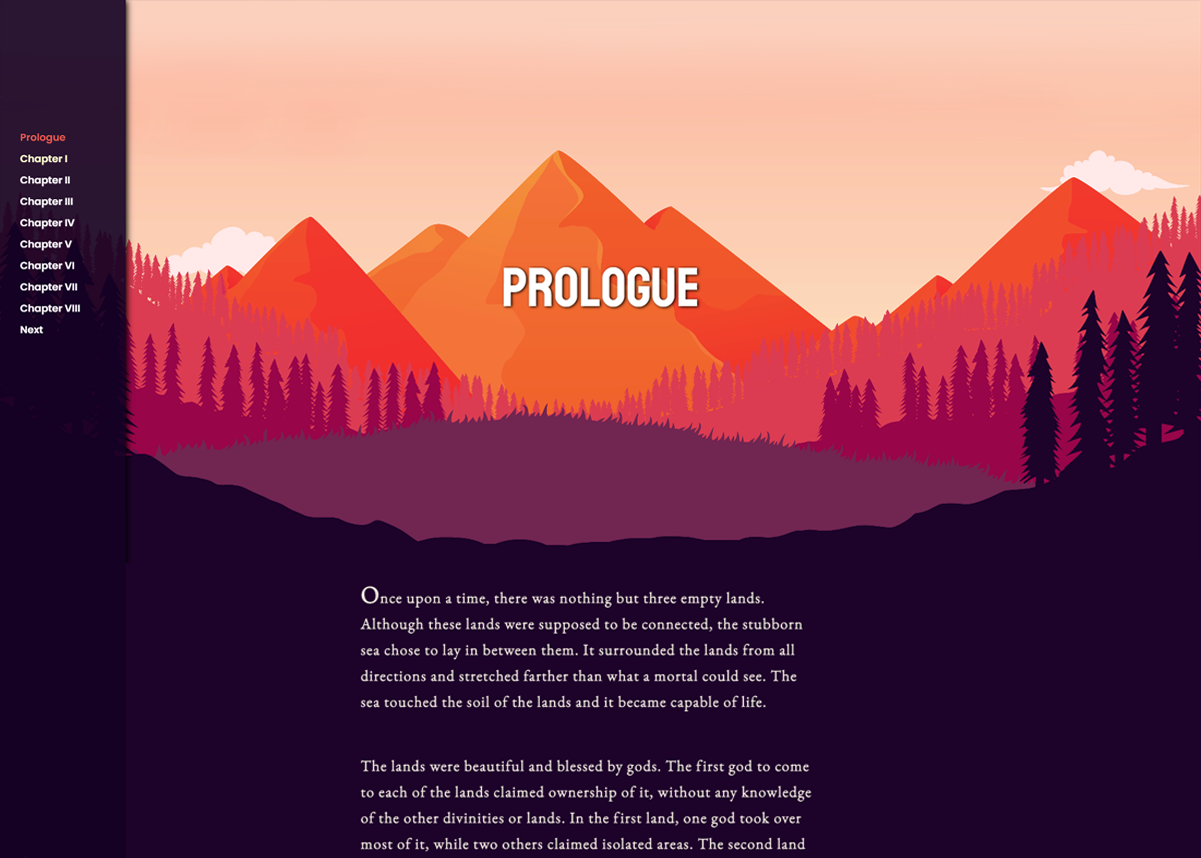 Prologue
Chapter I
Chapter II
Chapter III
Chapter IV
Chapter V
Chapter VI
Chapter VII
Chapter VIII
Next
PROLOGUE
Once upon a time, there was nothing but three empty lands.
Although these lands were supposed to be connected, the stubborn
sea chose to lay in between them. It surrounded the lands from all
directions and stretched farther than what a mortal could see. The
sea touched the soil of the lands and it became capable of life.
The lands were beautiful and blessed by gods. The first god to come
to each of the lands claimed ownership of it, without any knowledge
of the other divinities or lands. In the first land, one god took over
most of it, while two others claimed isolated areas. The second land